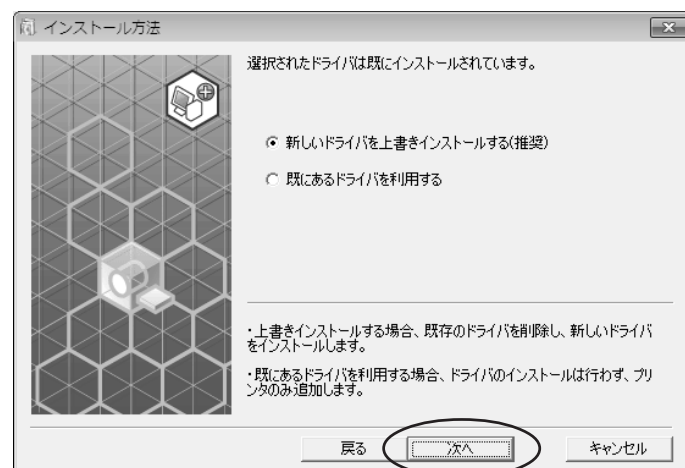 インストール方法
選択されたドライバは既にインストールされています。
新しいドライバを上書きインストールする(推奨)
既にあるドライバを利用する
・上書きインストールする場合、既存のドライバを削除し、新しいドライバ
をインストールします。
・既にあるドライバを利用する場合、ドライバのインストールは行わず、プリ
ンタのみ追加します。
戻る
次へ
キャンセル